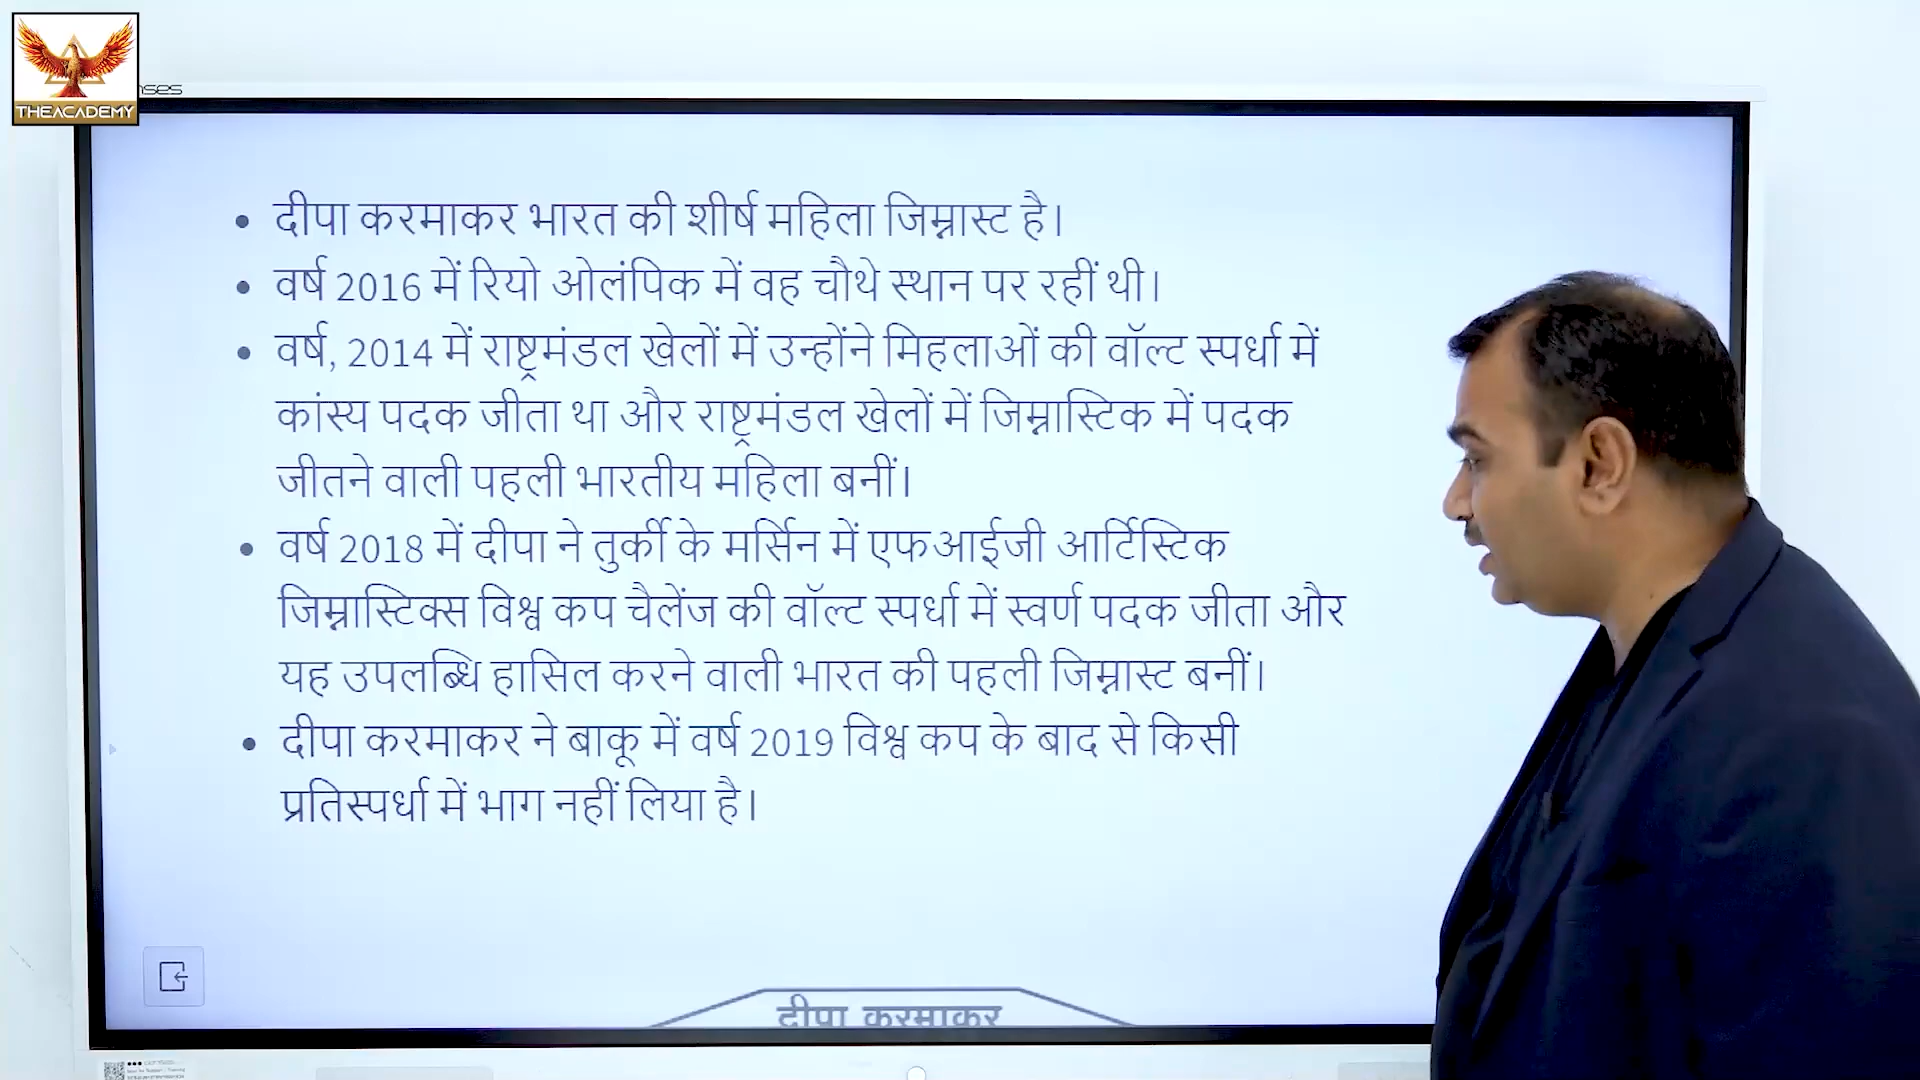 THEACADEMY
nses
दीपा करमाकर भारत की शीर्ष महिला जिम्नास्ट है।
वर्ष 2016 में रियो ओलंपिक में वह चौथे स्थान पर रहीं थी।
वर्ष, 2014 में राष्ट्रमंडल खेलों में उन्होंने मिहलाओं की वॉल्ट स्पर्धा में
कांस्य पदक जीता था और राष्ट्रमंडल खेलों में जिम्नास्टिक में पदक
जीतने वाली पहली भारतीय महिला बनीं।
वर्ष 2018 में दीपा ने तुर्की के मर्सिन में एफआईजी आर्टिस्टिक
जिम्नास्टिक्स विश्व कप चैलेंज की वॉल्ट स्पर्धा में स्वर्ण पदक जीता और
यह उपलब्धि हासिल करने वाली भारत की पहली जिम्नास्ट बनीं।
दीपा करमाकर ने बाकू में वर्ष 2019 विश्व कप के बाद से किसी
प्रतिस्पर्धा में भाग नहीं लिया है।
दीपा करमाकर